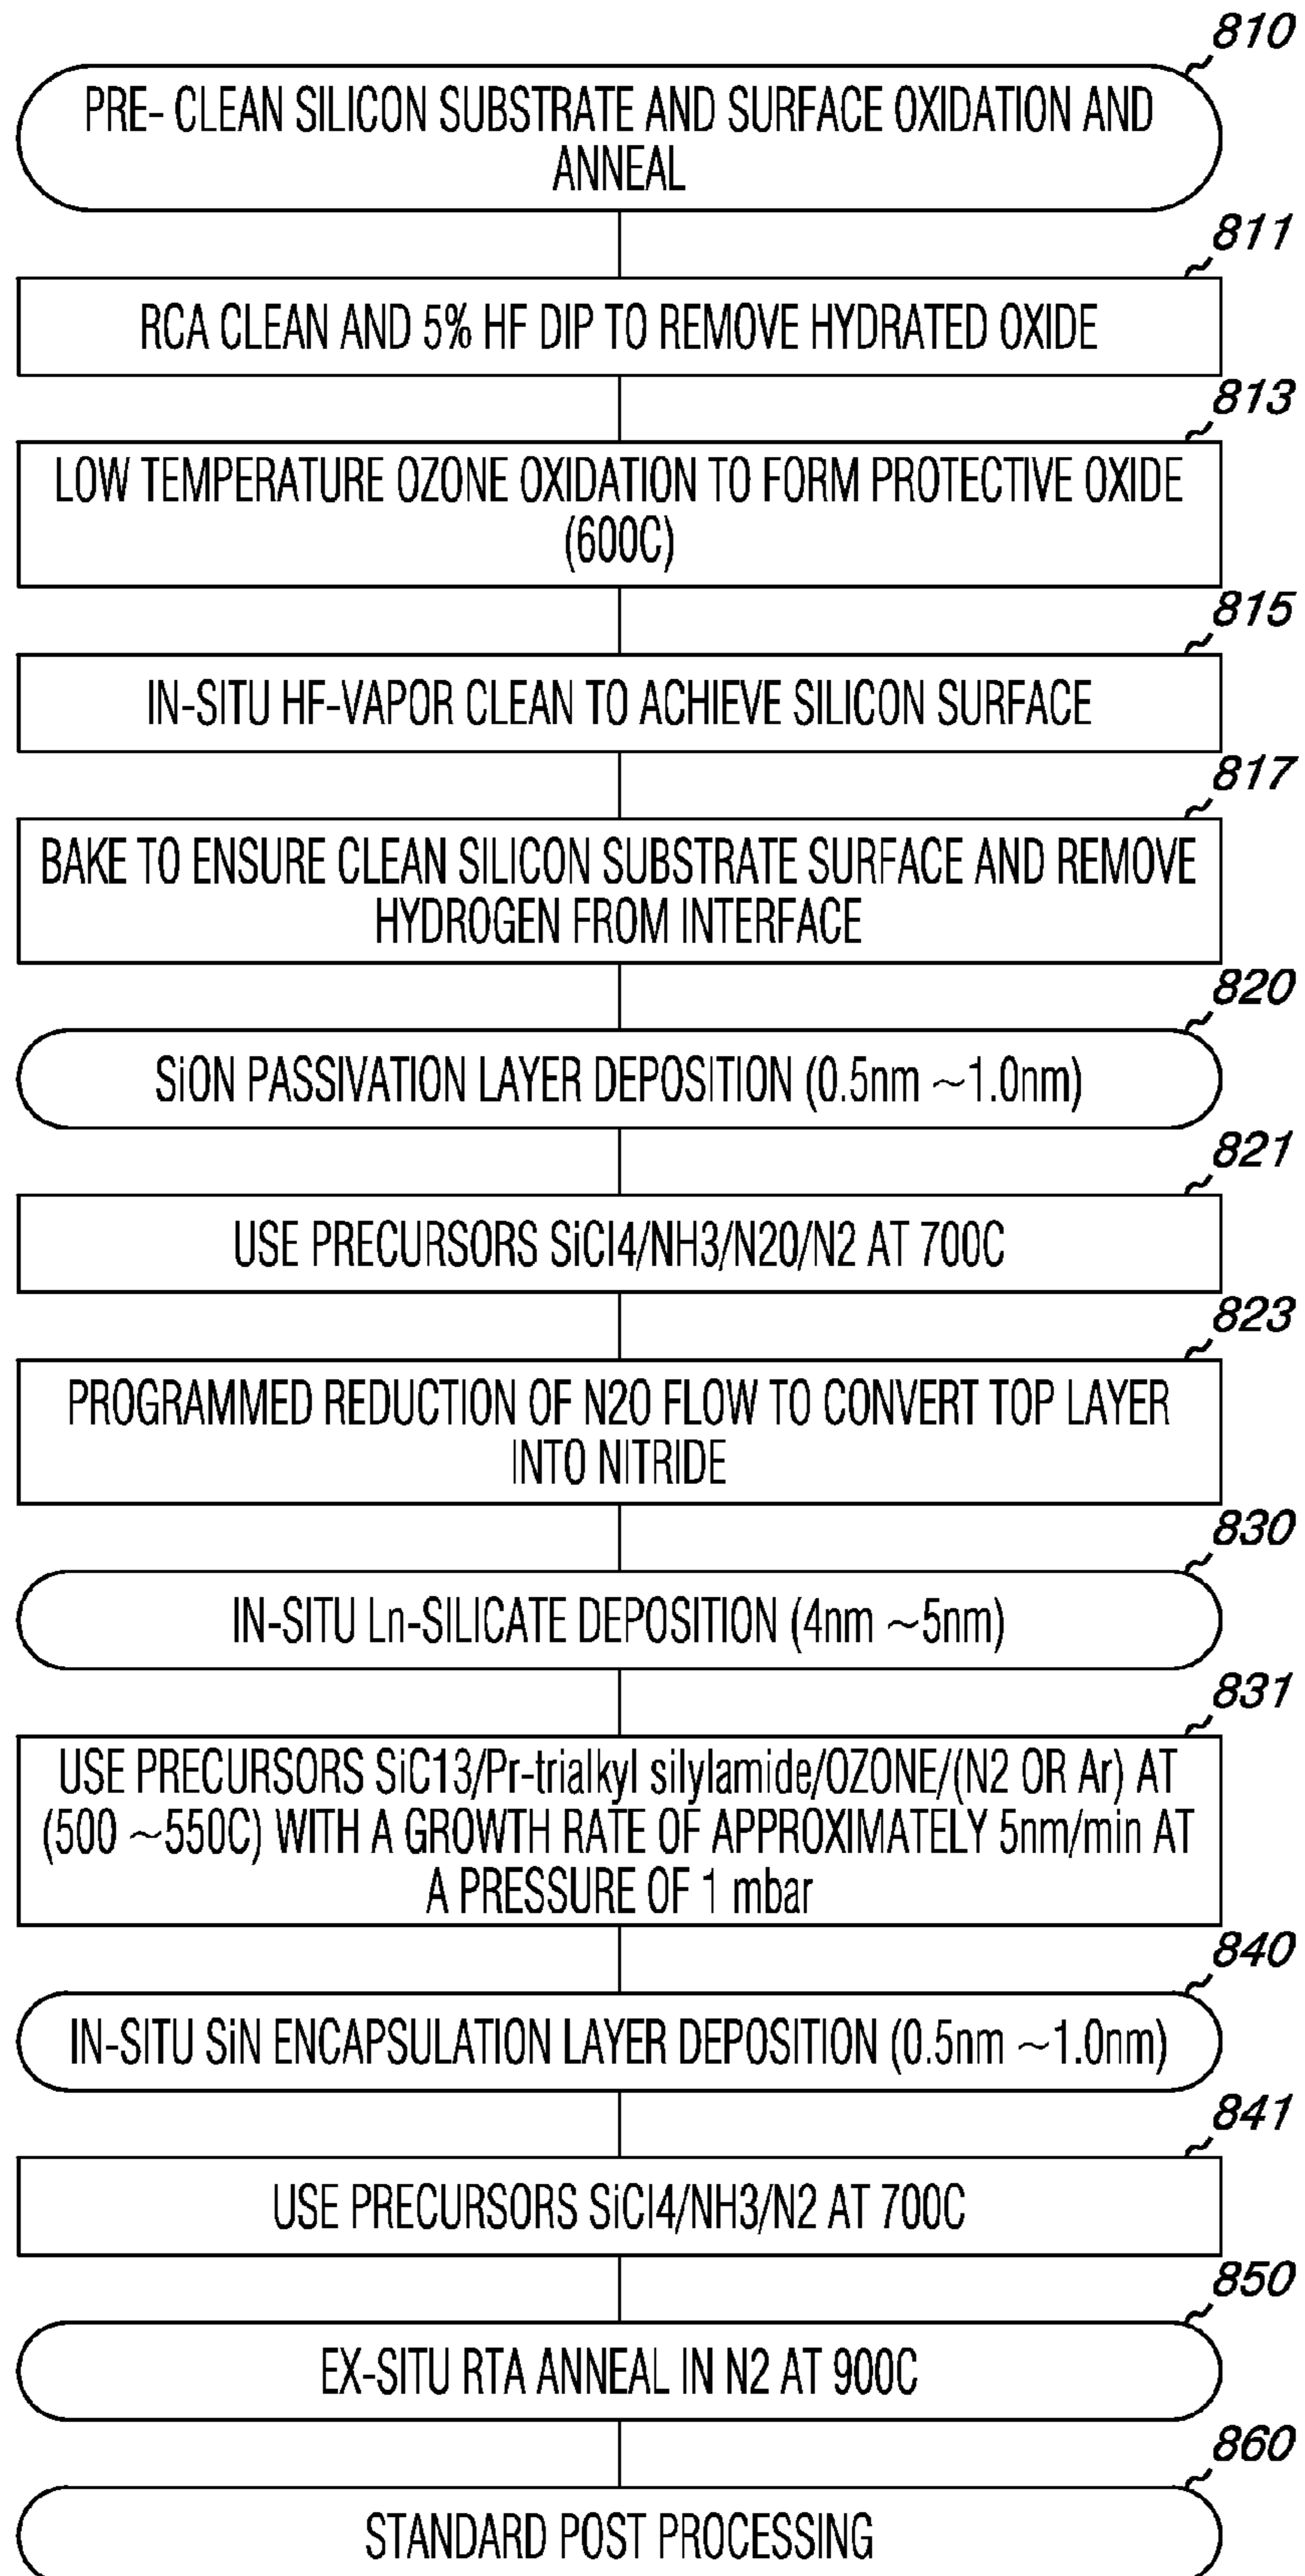 810
PRE- CLEAN SILICON SUBSTRATE AND SURFACE OXIDATION AND
ANNEAL
811
RCA CLEAN AND 5% HF DIP TO REMOVE HYDRATED OXIDE
813
LOW TEMPERATURE OZONE OXIDATION TO FORM PROTECTIVE OXIDE
(600C)
815
IN-SITU HF-VAPOR CLEAN TO ACHIEVE SILICON SURFACE
817
BAKE TO ENSURE CLEAN SILICON SUBSTRATE SURFACE AND REMOVE
HYDROGEN FROM INTERFACE
820
SiON PASSIVATION LAYER DEPOSITION (0.5nm ~1.0nm)
821
USE PRECURSORS SiCl4/NH3/N20/N2 AT 700C
823
PROGRAMMED REDUCTION OF N2O FLOW TO CONVERT TOP LAYER
INTO NITRIDE
830
IN-SITU Ln-SILICATE DEPOSITION (4nm ~5nm)
831
USE PRECURSORS SiC13/Pr-trialkyl silylamide/OZONE/(N2 OR Ar) AT
(500 ~550C) WITH A GROWTH RATE OF APPROXIMATELY 5nm/min AT
A PRESSURE OF 1 mbar
840
IN-SITU SiN ENCAPSULATION LAYER DEPOSITION (0.5nm ~1.0nm)
841
USE PRECURSORS SiCl4/NH3/N2 AT 700C
850
EX-SITU RTA ANNEAL IN N2 AT 900C
860
STANDARD POST PROCESSING